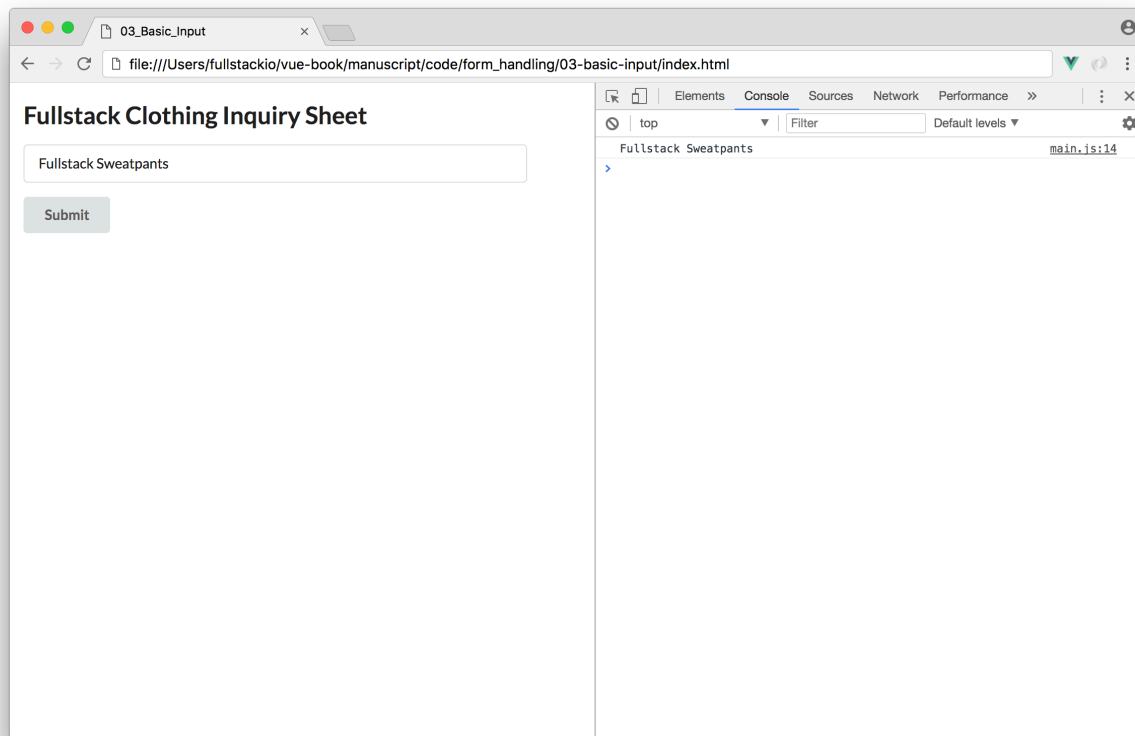 03_Basic_Input
file:///Users/fullstackio/vue-book/manuscript/code/form_handling/03-basic-input/index.html
Fullstack Clothing Inquiry Sheet
Fullstack Sweatpants
Submit
Elements Console Sources Network Performance »
top Filter Default levels
Fullstack Sweatpants main.js:14